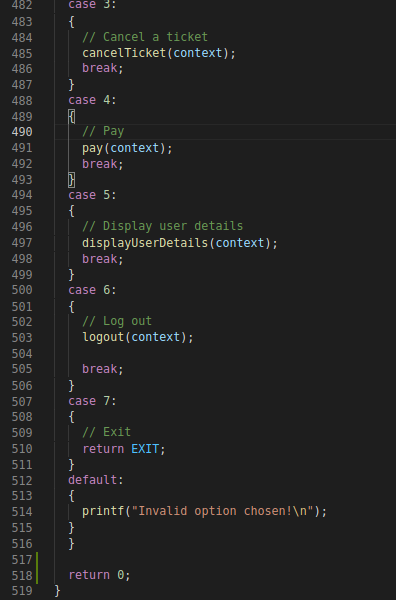 482 case 3:
483 {
484 // Cancel a ticket
485 cancelTicket(context);
486 break;
487 }
488 case 4:
489 {
490 // Pay
491 pay(context);
492 break;
493 }
494 case 5:
495 {
496 // Display user details
497 displayUserDetails(context);
498 break;
499 }
500 case 6:
501 {
502 // Log out
503 logout(context);
504
505 break;
506 }
507 case 7:
508 {
509 // Exit
510 return EXIT;
511 }
512 default:
513 {
514 printf("Invalid option chosen!\n");
515 }
516 }
517
518 return 0;
519 }